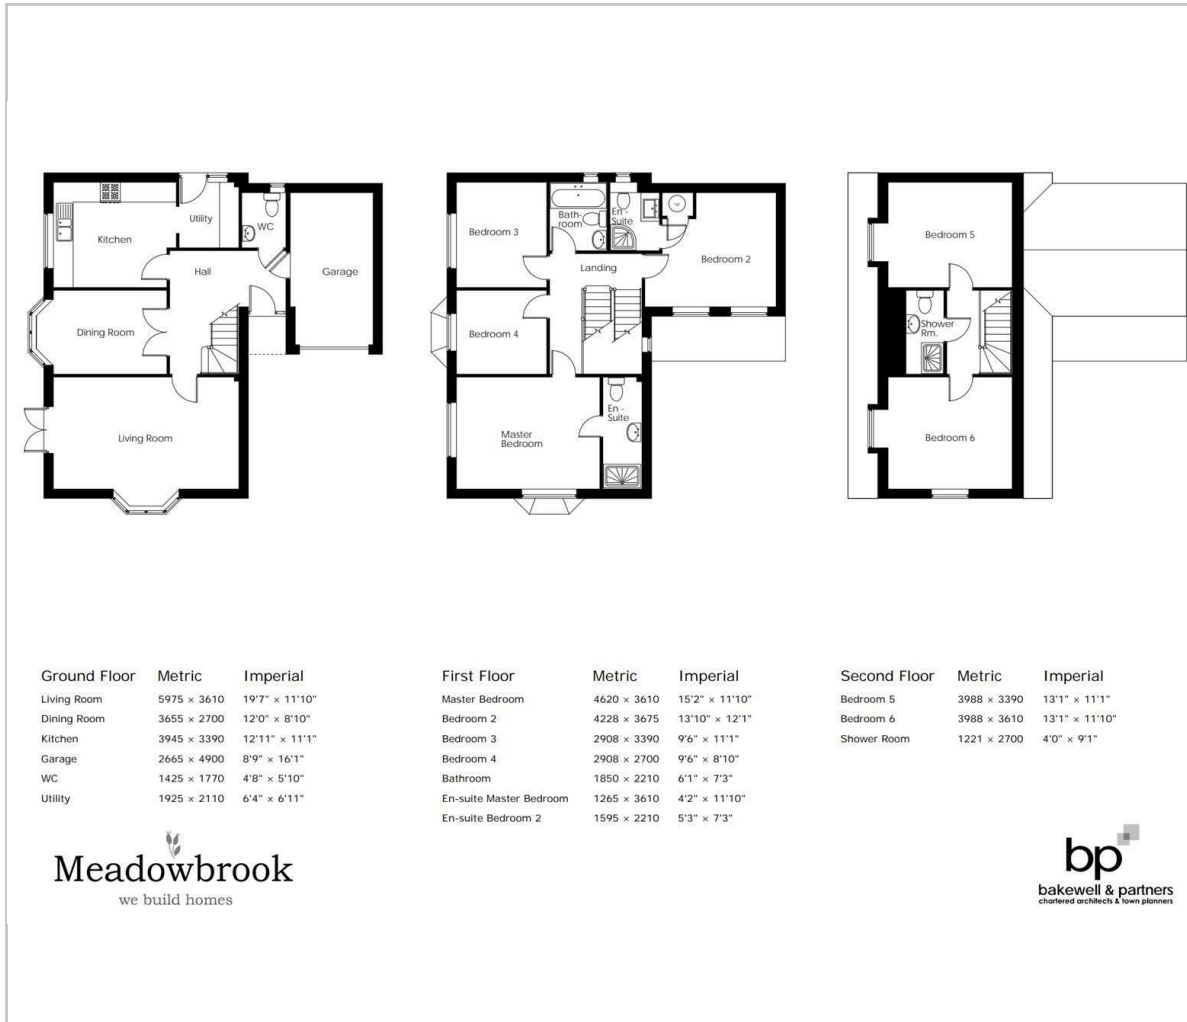 Kitchen
Utility
WC
Hall
Garage
Dining Room
Living Room
Bedroom 3
Bath-
room
En -
Suite
Bedroom 2
Landing
Bedroom 4
Master
Bedroom
En -
Suite
Bedroom 5
Shower
Rm.
Bedroom 6
Ground Floor Metric Imperial
Living Room 5975 × 3610 19'7" × 11'10"
Dining Room 3655 × 2700 12'0" × 8'10"
Kitchen 3945 × 3390 12'11" × 11'1"
Garage 2665 × 4900 8'9" × 16'1"
WC 1425 × 1770 4'8" × 5'10"
Utility 1925 × 2110 6'4" × 6'11"
First Floor Metric Imperial
Master Bedroom 4620 × 3610 15'2" × 11'10"
Bedroom 2 4228 × 3675 13'10" × 12'1"
Bedroom 3 2908 × 3390 9'6" × 11'1"
Bedroom 4 2908 × 2700 9'6" × 8'10"
Bathroom 1850 × 2210 6'1" × 7'3"
En-suite Master Bedroom 1265 × 3610 4'2" × 11'10"
En-suite Bedroom 2 1595 × 2210 5'3" × 7'3"
Second Floor Metric Imperial
Bedroom 5 3988 × 3390 13'1" × 11'1"
Bedroom 6 3988 × 3610 13'1" × 11'10"
Shower Room 1221 × 2700 4'0" × 9'1"
Meadowbrook
we build homes
bp
bakewell & partners
chartered architects & town planners